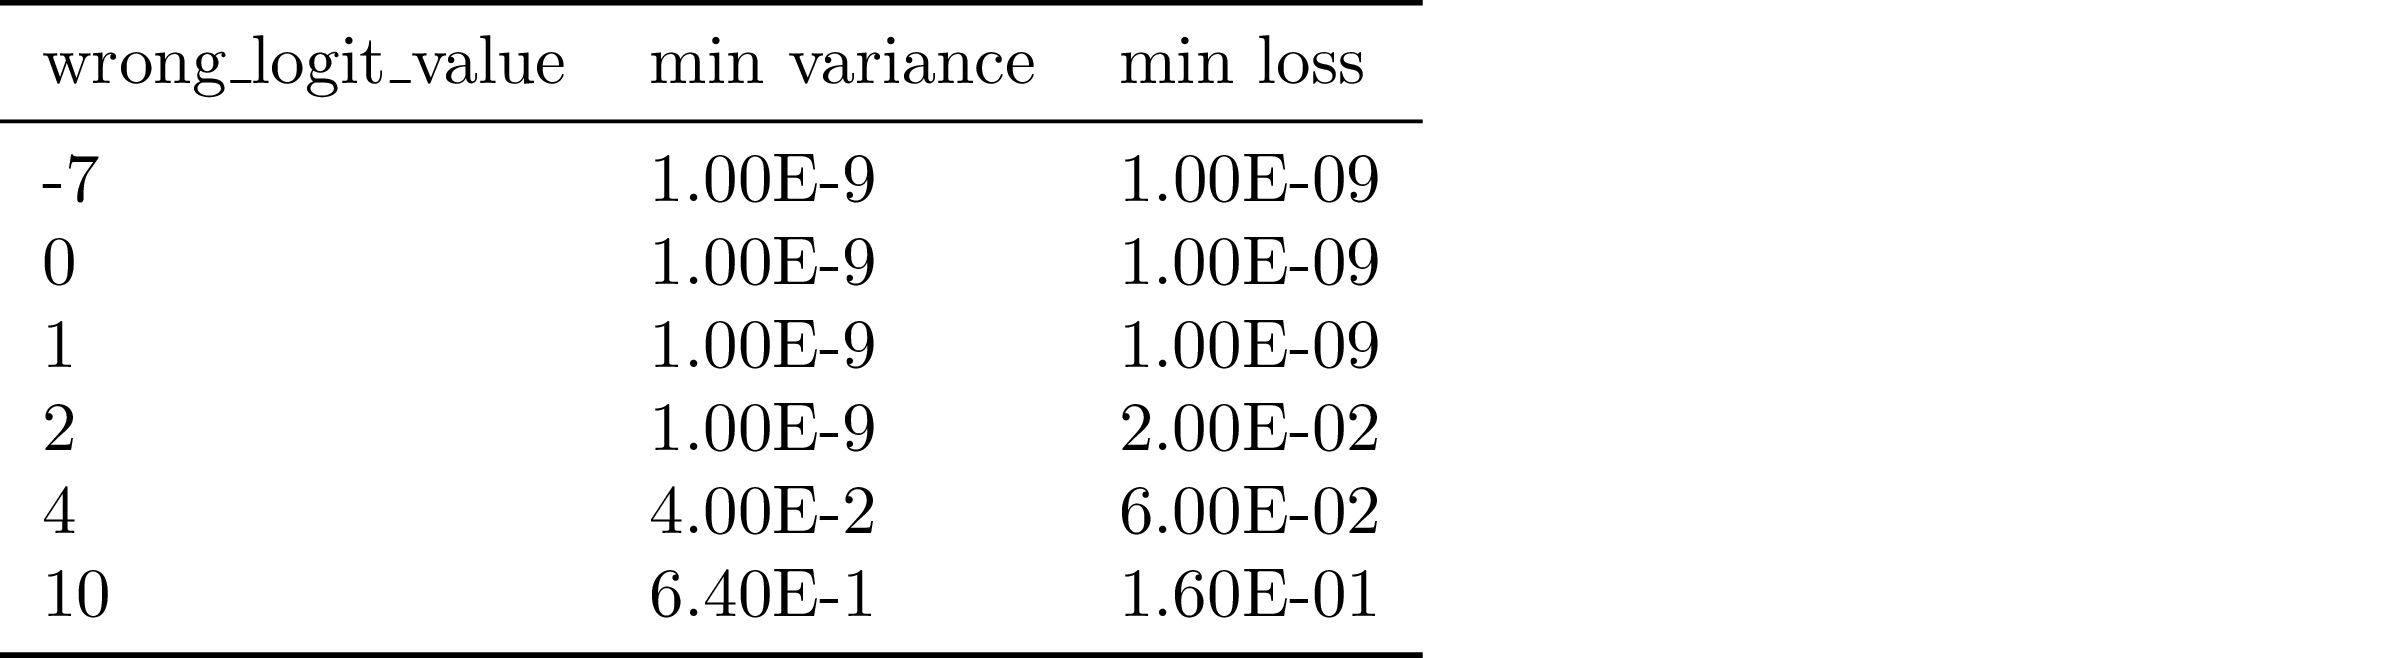 wrong_logit_value min variance min loss
-7 1.00E-9 1.00E-09
0 1.00E-9 1.00E-09
1 1.00E-9 1.00E-09
2 1.00E-9 2.00E-02
4 4.00E-2 6.00E-02
10 6.40E-1 1.60E-01